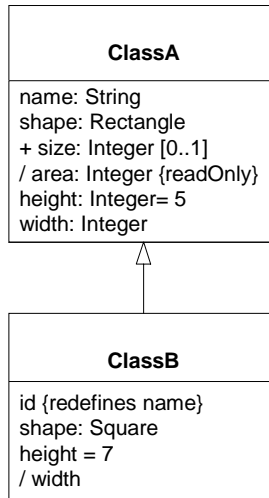 ClassA
name: String
shape: Rectangle
+ size: Integer [0..1]
/ area: Integer {readOnly}
height: Integer= 5
width: Integer
ClassB
id {redefines name}
shape: Square
height = 7
/ width